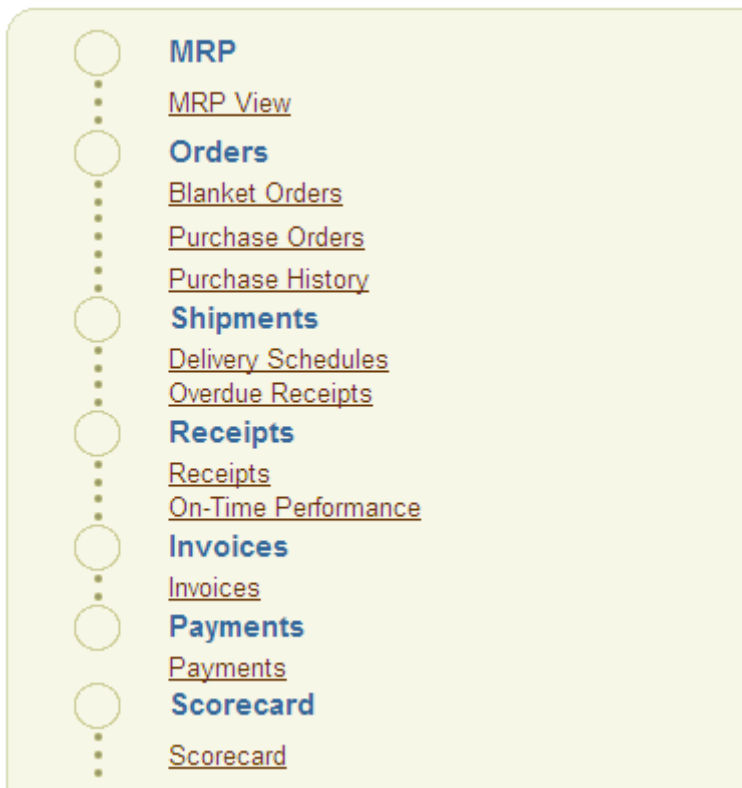 MRP
MRP View
Orders
Blanket Orders
Purchase Orders
Purchase History
Shipments
Delivery Schedules
Overdue Receipts
Receipts
Receipts
On-Time Performance
Invoices
Invoices
Payments
Payments
Scorecard
Scorecard